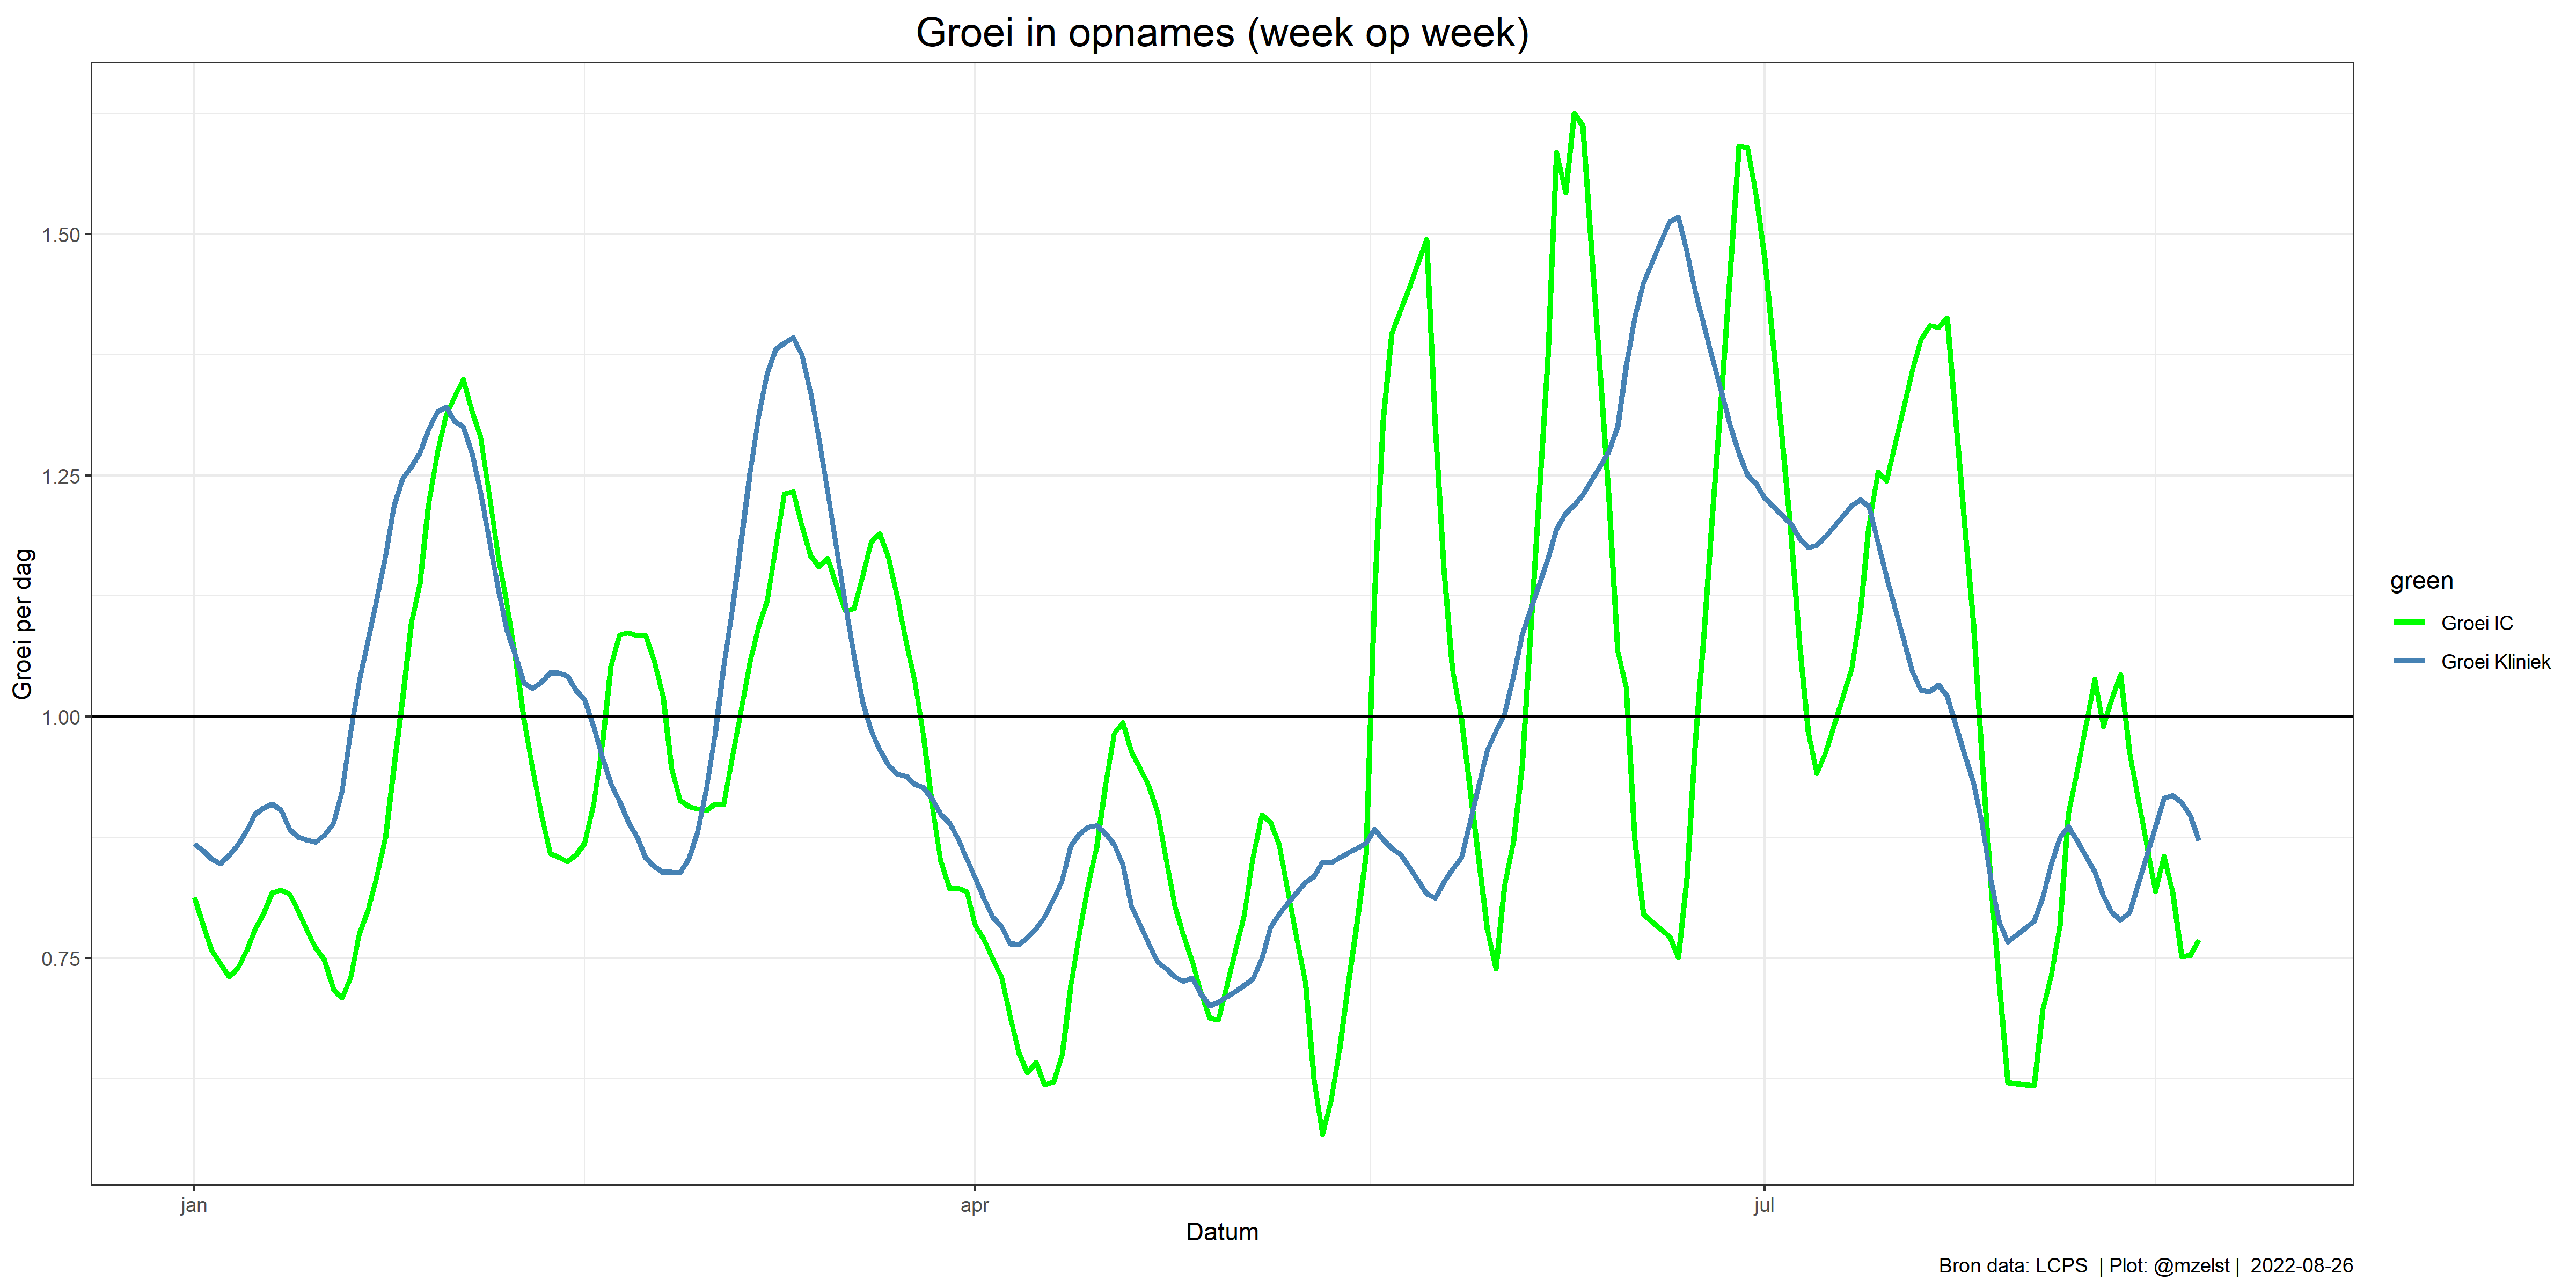 Groei in opnames (week op week)
Groei per dag
1.50
1.25
1.00
0.75
jan
apr
jul
Datum
green
Groei IC
Groei Kliniek
Bron data: LCPS | Plot: @mzelst | 2022-08-26